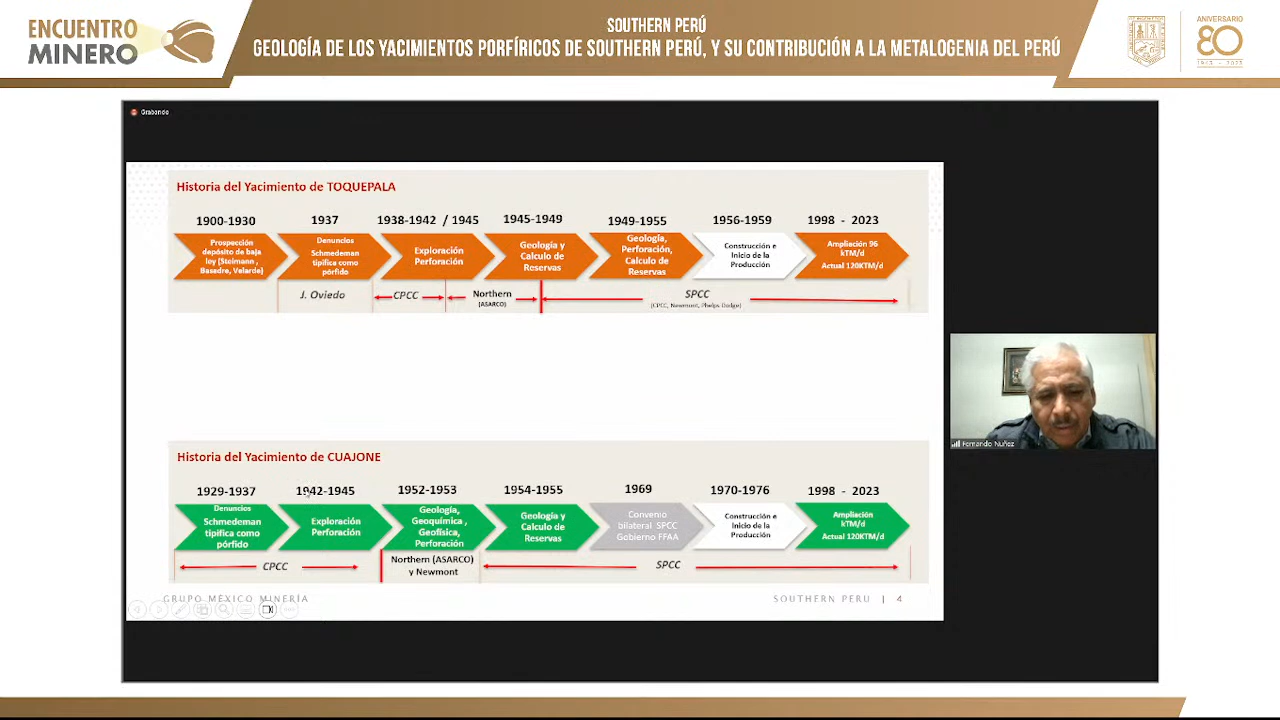 ENCUENTRO
MINERO
SOUTHERN PERÚ
GEOLOGÍA DE LOS YACIMIENTOS PORFÍRICOS DE SOUTHERN PERÚ, Y SU CONTRIBUCIÓN A LA METALOGENIA DEL PERÚ
ANIVERSARIO
80
1943 - 2023
Grabando
Historia del Yacimiento de TOQUEPALA
1900-1930
1937
1938-1942 / 1945
1945-1949
1949-1955
1956-1959
1998 - 2023
Prospección
depósito de baja
ley (Steimann ,
Basadre, Velarde)
Denuncios
Schmedeman
tipifica como
pórfido
Exploración
Perforación
Geología y
Calculo de
Reservas
Geología,
Perforación,
Calculo de
Reservas
Construcción e
Inicio de la
Producción
Ampliación 96
kTM/d
Actual 120KTM/d
J. Oviedo
CPCC
Northern
(ASARCO)
SPCC
(CPCC, Newmont, Phelps Dodge)
Historia del Yacimiento de CUAJONE
1929-1937
1942-1945
1952-1953
1954-1955
1969
1970-1976
1998 - 2023
Denuncios
Schmedeman
tipifica como
pórfido
Exploración
Perforación
Geología,
Geoquímica ,
Geofísica,
Perforación
Geología y
Calculo de
Reservas
Convenio
bilateral SPCC
Gobierno FFAA
Construcción e
Inicio de la
Producción
Ampliación
kTM/d
Actual 120KTM/d
CPCC
Northern (ASARCO)
y Newmont
SPCC
GRUPO MÉXICO MINERÍA
SOUTHERN PERU | 4
Fernando Nuñez